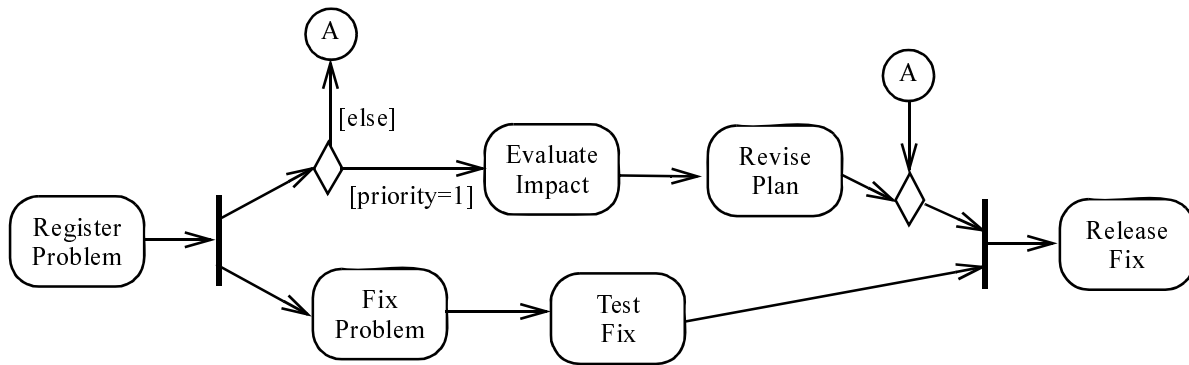 A
A
[else]
Evaluate
Impact
Revise
Plan
[priority=1]
Register
Problem
Release
Fix
Fix
Problem
Test
Fix